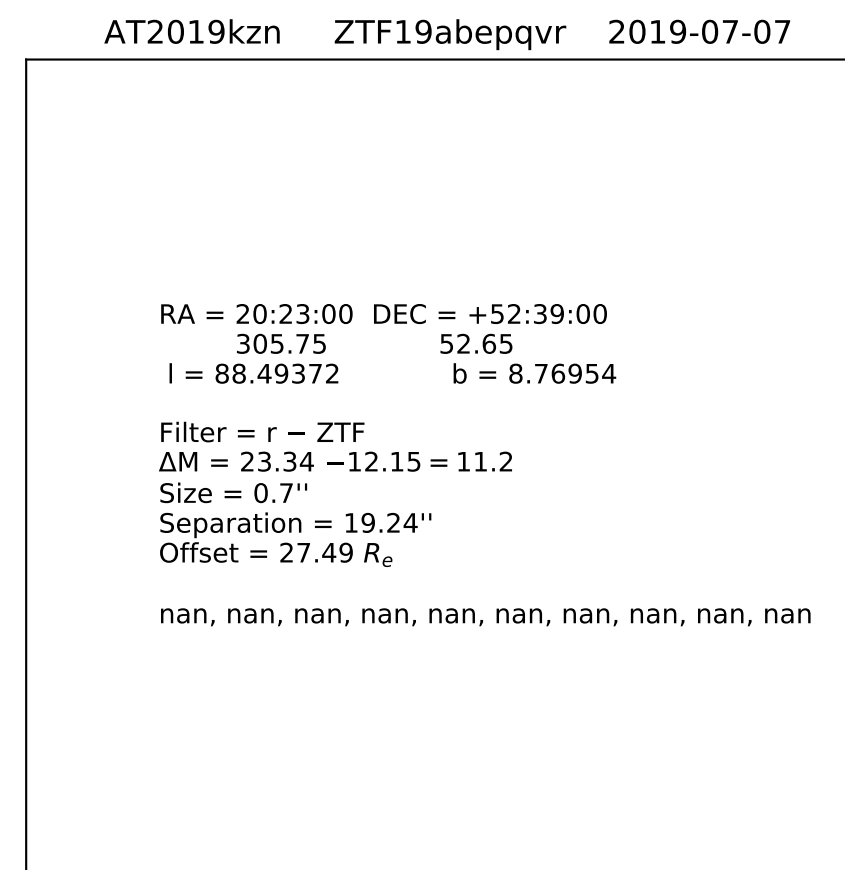 AT2019kzn ZTF19abepqvr 2019-07-07
RA = 20:23:00 DEC = +52:39:00
305.75 52.65
l = 88.49372 b = 8.76954
Filter = r − ZTF
ΔM = 23.34 −12.15 = 11.2
Size = 0.7''
Separation = 19.24''
Offset = 27.49 Re
nan, nan, nan, nan, nan, nan, nan, nan, nan, nan